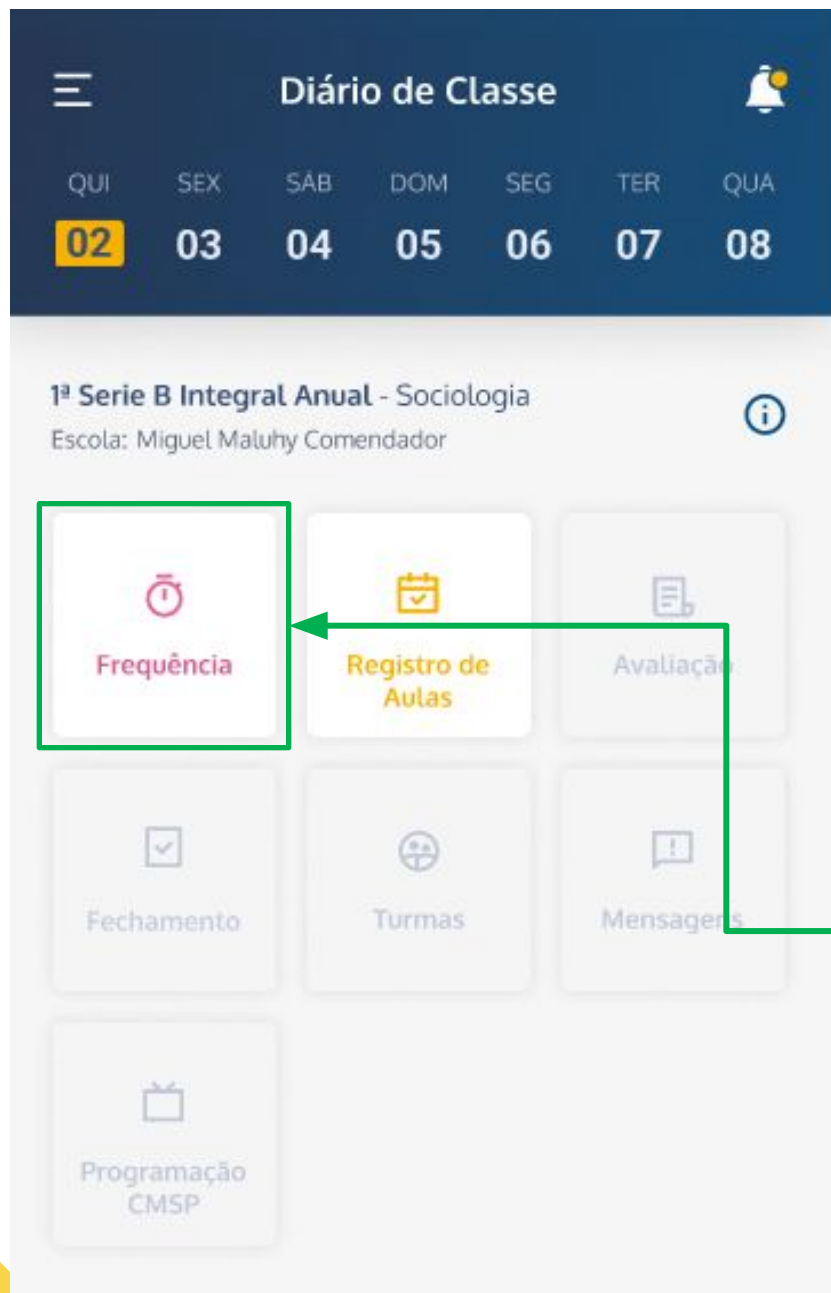 Diário de Classe
QUI SEX SÁB DOM SEG TER QUA
02 03 04 05 06 07 08
1ª Serie B Integral Anual - Sociologia
Escola: Miguel Maluhy Comendador
Frequência
Registro de
Aulas
Avaliação
Fechamento
Turmas
Mensagens
Programação
CMSP